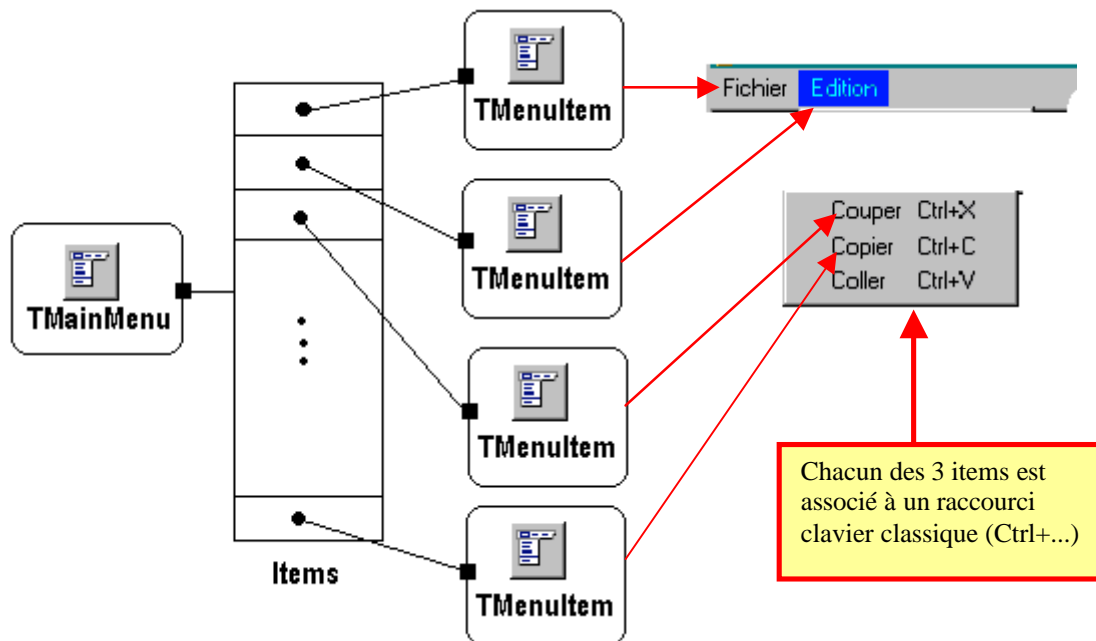 TMenuItem
Fichier Edition
TMenuItem
Couper Ctrl+X
Copier Ctrl+C
Coller Ctrl+V
TMainMenu
TMenuItem
Chacun des 3 items est
associé à un raccourci
clavier classique (Ctrl+...)
Items
TMenuItem